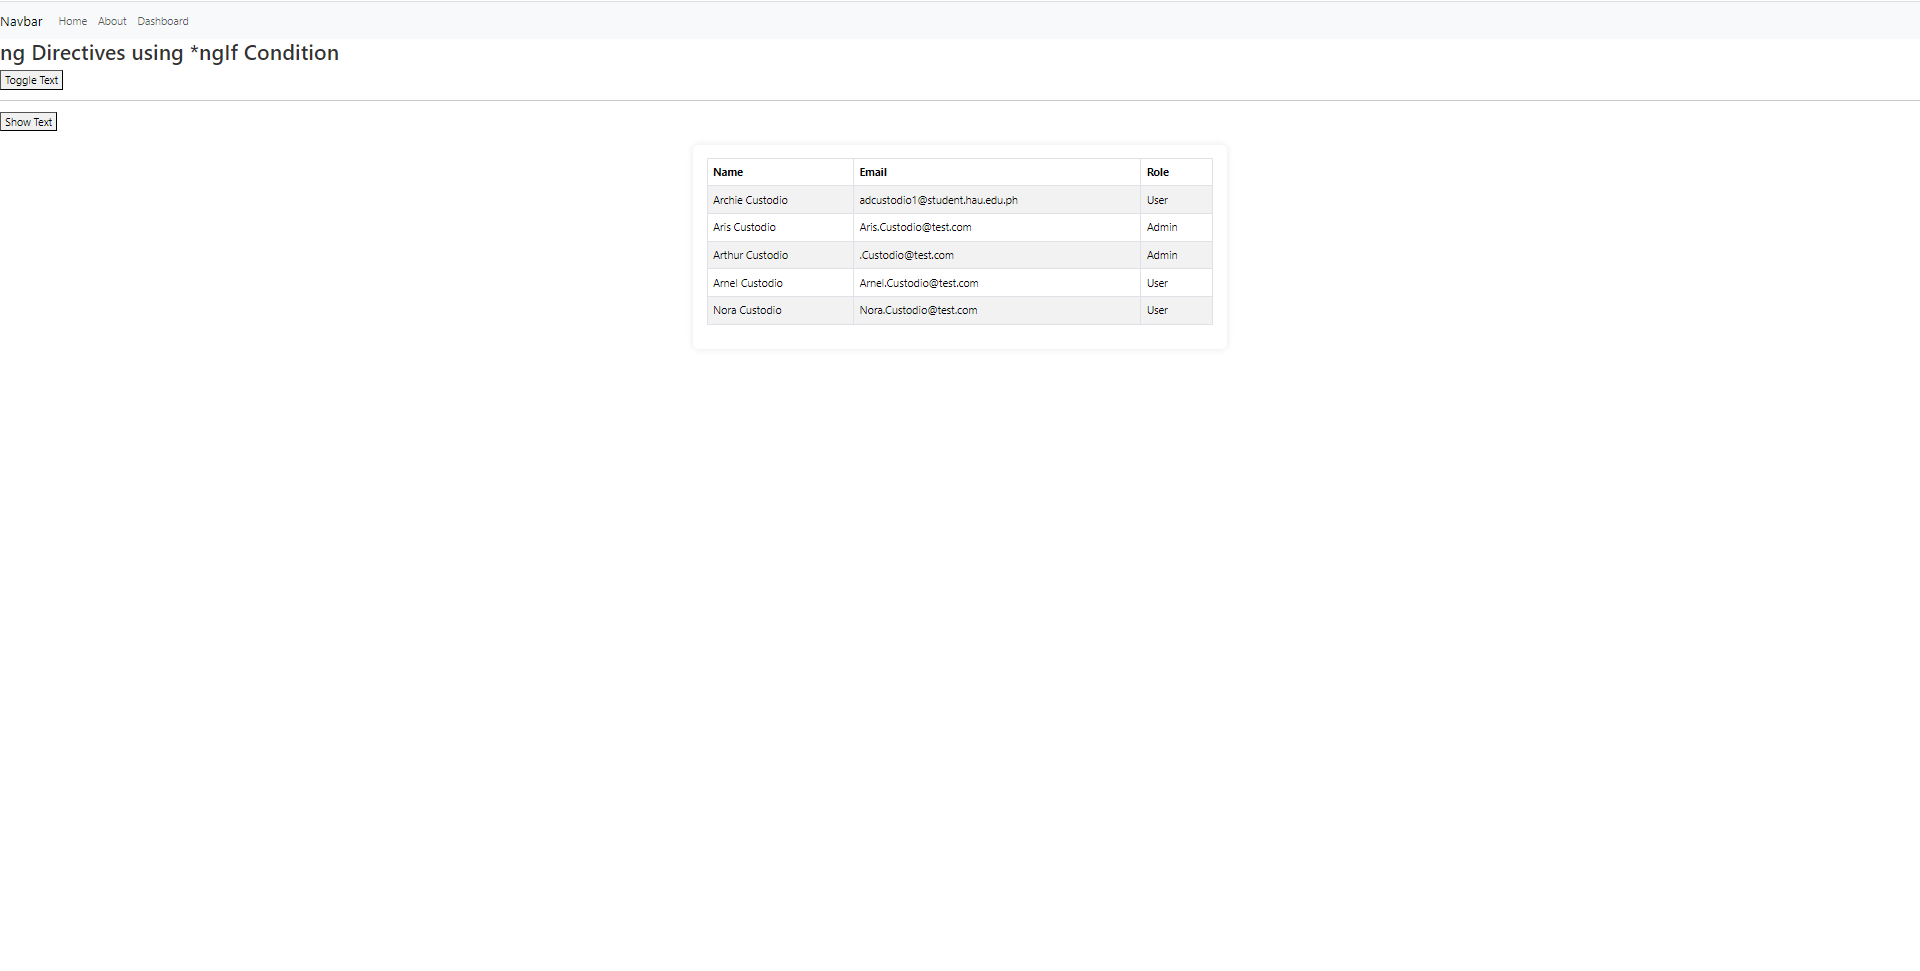 Navbar Home About Dashboard
ng Directives using *ngIf Condition
Toggle Text
Show Text
Name Email Role
Archie Custodio adcustodio1@student.hau.edu.ph User
Aris Custodio Aris.Custodio@test.com Admin
Arthur Custodio .Custodio@test.com Admin
Arnel Custodio Arnel.Custodio@test.com User
Nora Custodio Nora.Custodio@test.com User